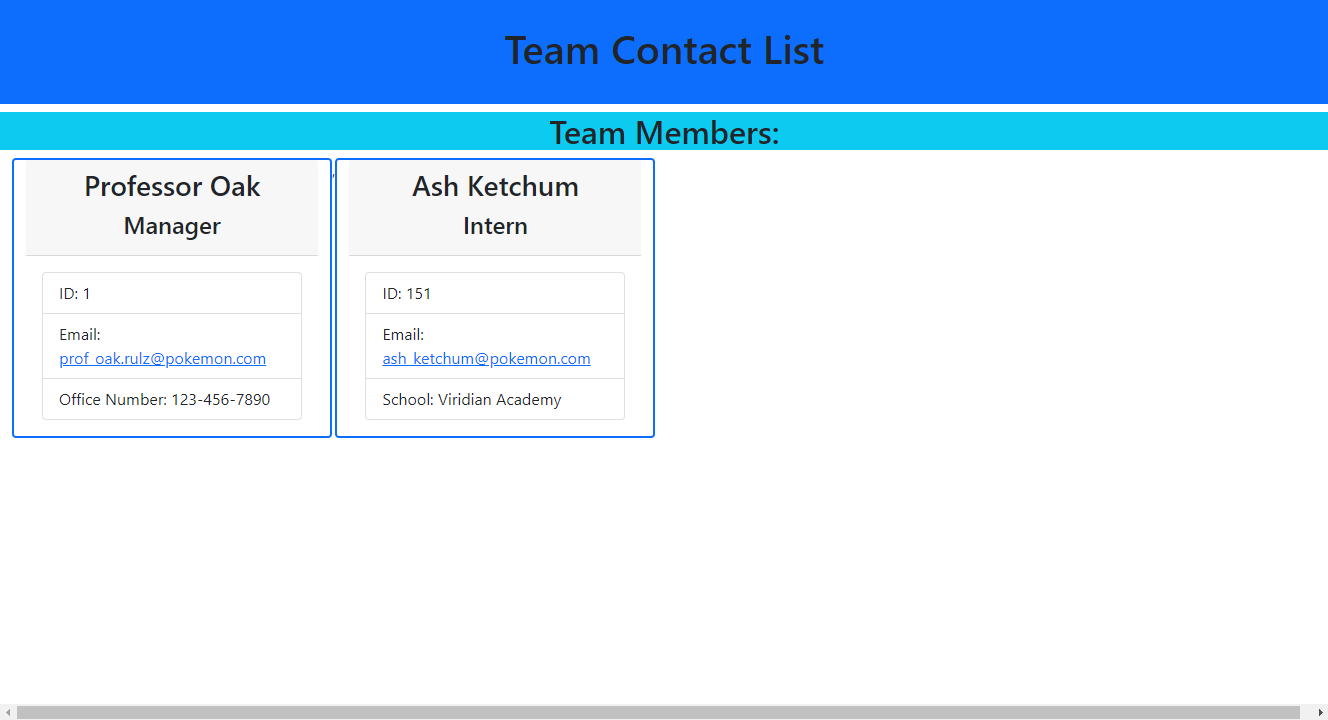 Team Contact List
Team Members:
Professor Oak
Manager
ID: 1
Email:
prof_oak.rulz@pokemon.com
Office Number: 123-456-7890
,
Ash Ketchum
Intern
ID: 151
Email:
ash_ketchum@pokemon.com
School: Viridian Academy